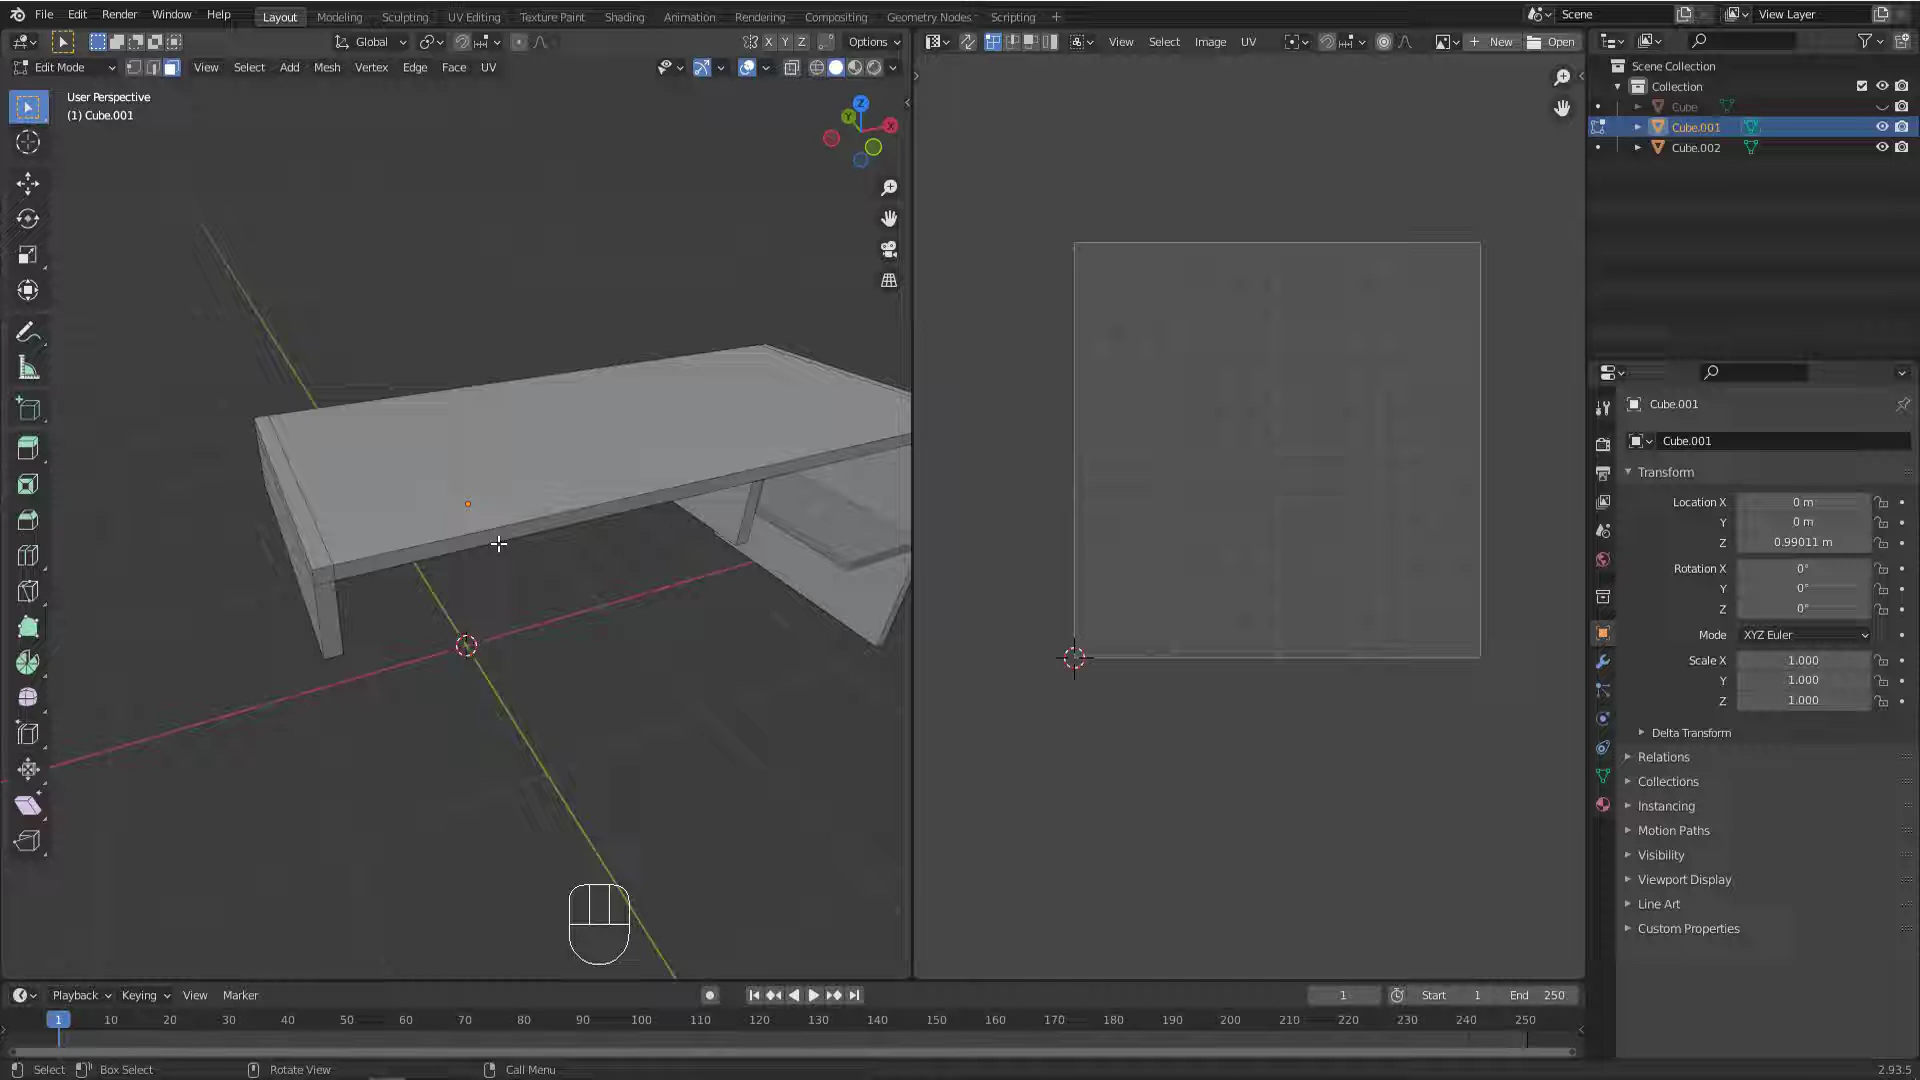 File Edit Render Window Help Layout Modeling Sculpting UV Editing Texture Paint Shading Animation Rendering Compositing Geometry Nodes Scripting + Scene View Layer
Global X Y Z Options View Select Image UV + New Open
Edit Mode View Select Add Mesh Vertex Edge Face UV
User Perspective
(1) Cube.001
Z
Y
X
Scene Collection
Collection
Cube
Cube.001
Cube.002
Cube.001
Cube.001
Transform
Location X 0 m
Y 0 m
Z 0.99011 m
Rotation X 0°
Y 0°
Z 0°
Mode XYZ Euler
Scale X 1.000
Y 1.000
Z 1.000
Delta Transform
Relations
Collections
Instancing
Motion Paths
Visibility
Viewport Display
Line Art
Custom Properties
Playback Keying View Marker 1 Start 1 End 250
1 10 20 30 40 50 60 70 80 90 100 110 120 130 140 150 160 170 180 190 200 210 220 230 240 250
Select Box Select Rotate View Call Menu 2.93.5